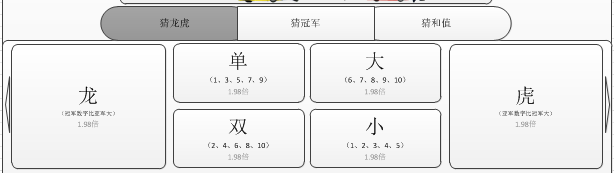 猜龙虎
猜冠军
猜和值
龙
（冠军数字比亚军大）
1.98倍
单
（1、3、5、7、9）
1.98倍
大
（6、7、8、9、10）
1.98倍
双
（2、4、6、8、10）
1.98倍
小
（1、2、3、4、5）
1.98倍
虎
（亚军数字比冠军大）
1.98倍